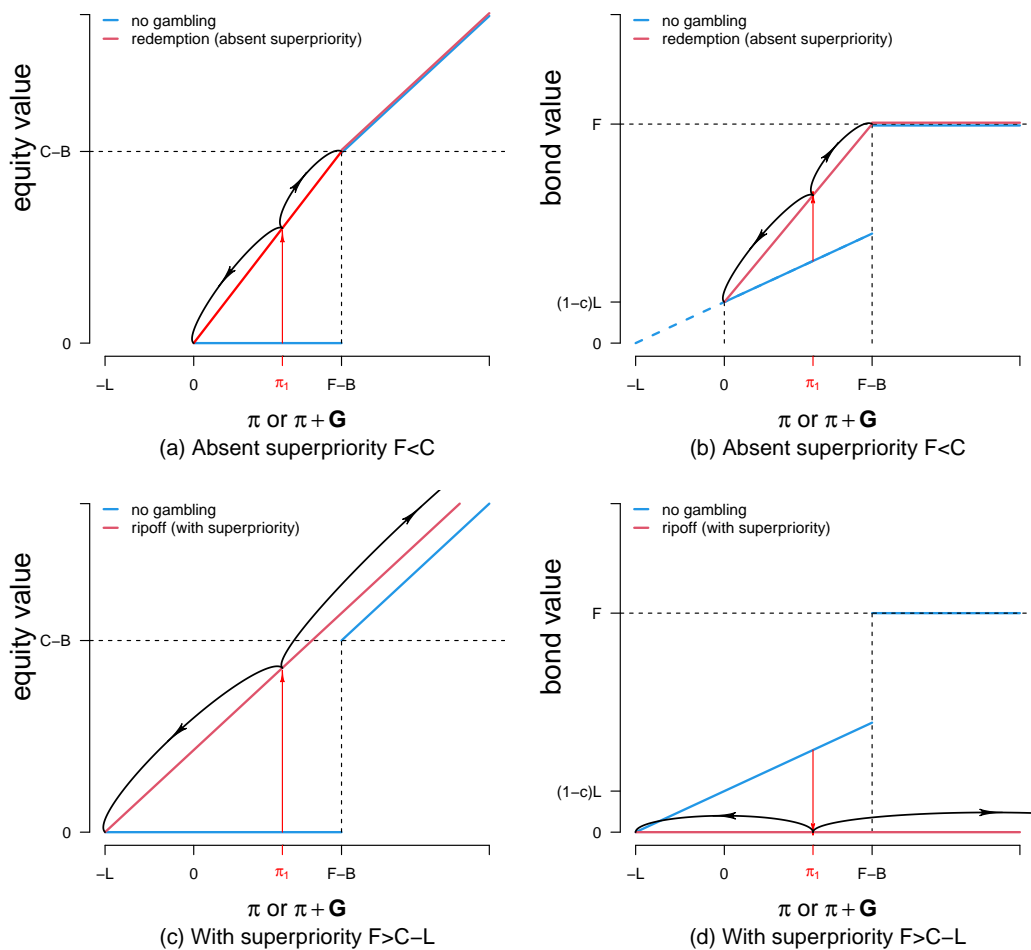 no gambling
redemption (absent superpriority)
equity value
C−B
0
−L
0
π₁
F−B
π or π + G
(a) Absent superpriority F<C
no gambling
redemption (absent superpriority)
bond value
F
(1−c)L
0
−L
0
π₁
F−B
π or π + G
(b) Absent superpriority F<C
no gambling
ripoff (with superpriority)
equity value
C−B
0
−L
0
π₁
F−B
π or π + G
(c) With superpriority F>C−L
no gambling
ripoff (with superpriority)
bond value
F
(1−c)L
0
−L
0
π₁
F−B
π or π + G
(d) With superpriority F>C−L